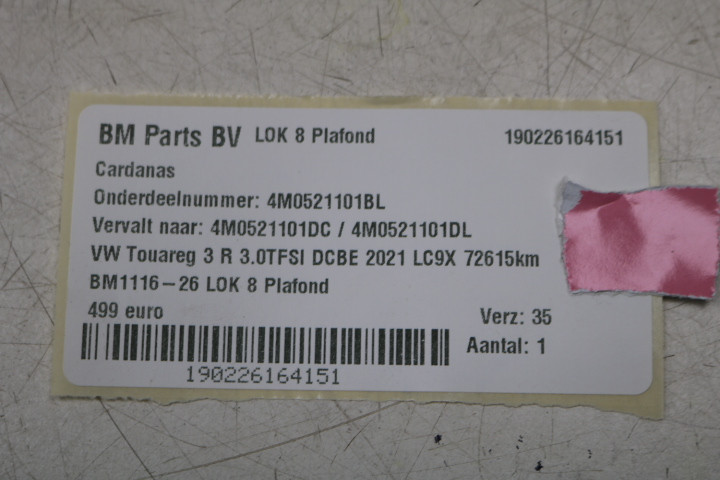 BM Parts BV LOK 8 Plafond 190226164151
Cardanas
Onderdeelnummer: 4M0521101BL
Vervalt naar: 4M0521101DC / 4M0521101DL
VW Touareg 3 R 3.0TFSI DCBE 2021 LC9X 72615km
BM1116-26 LOK 8 Plafond
499 euro Verz: 35
Aantal: 1
190226164151